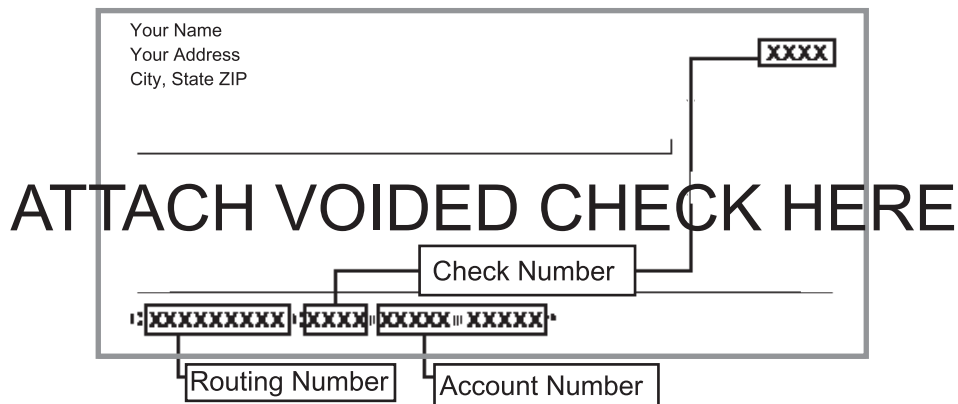 Your Name
Your Address
City, State ZIP
XXXX
ATTACH VOIDED CHECK HERE
Check Number
⑆XXXXXXXXX⑆XXXX⑈XXXXX⑈XXXXX⑈
Routing Number
Account Number